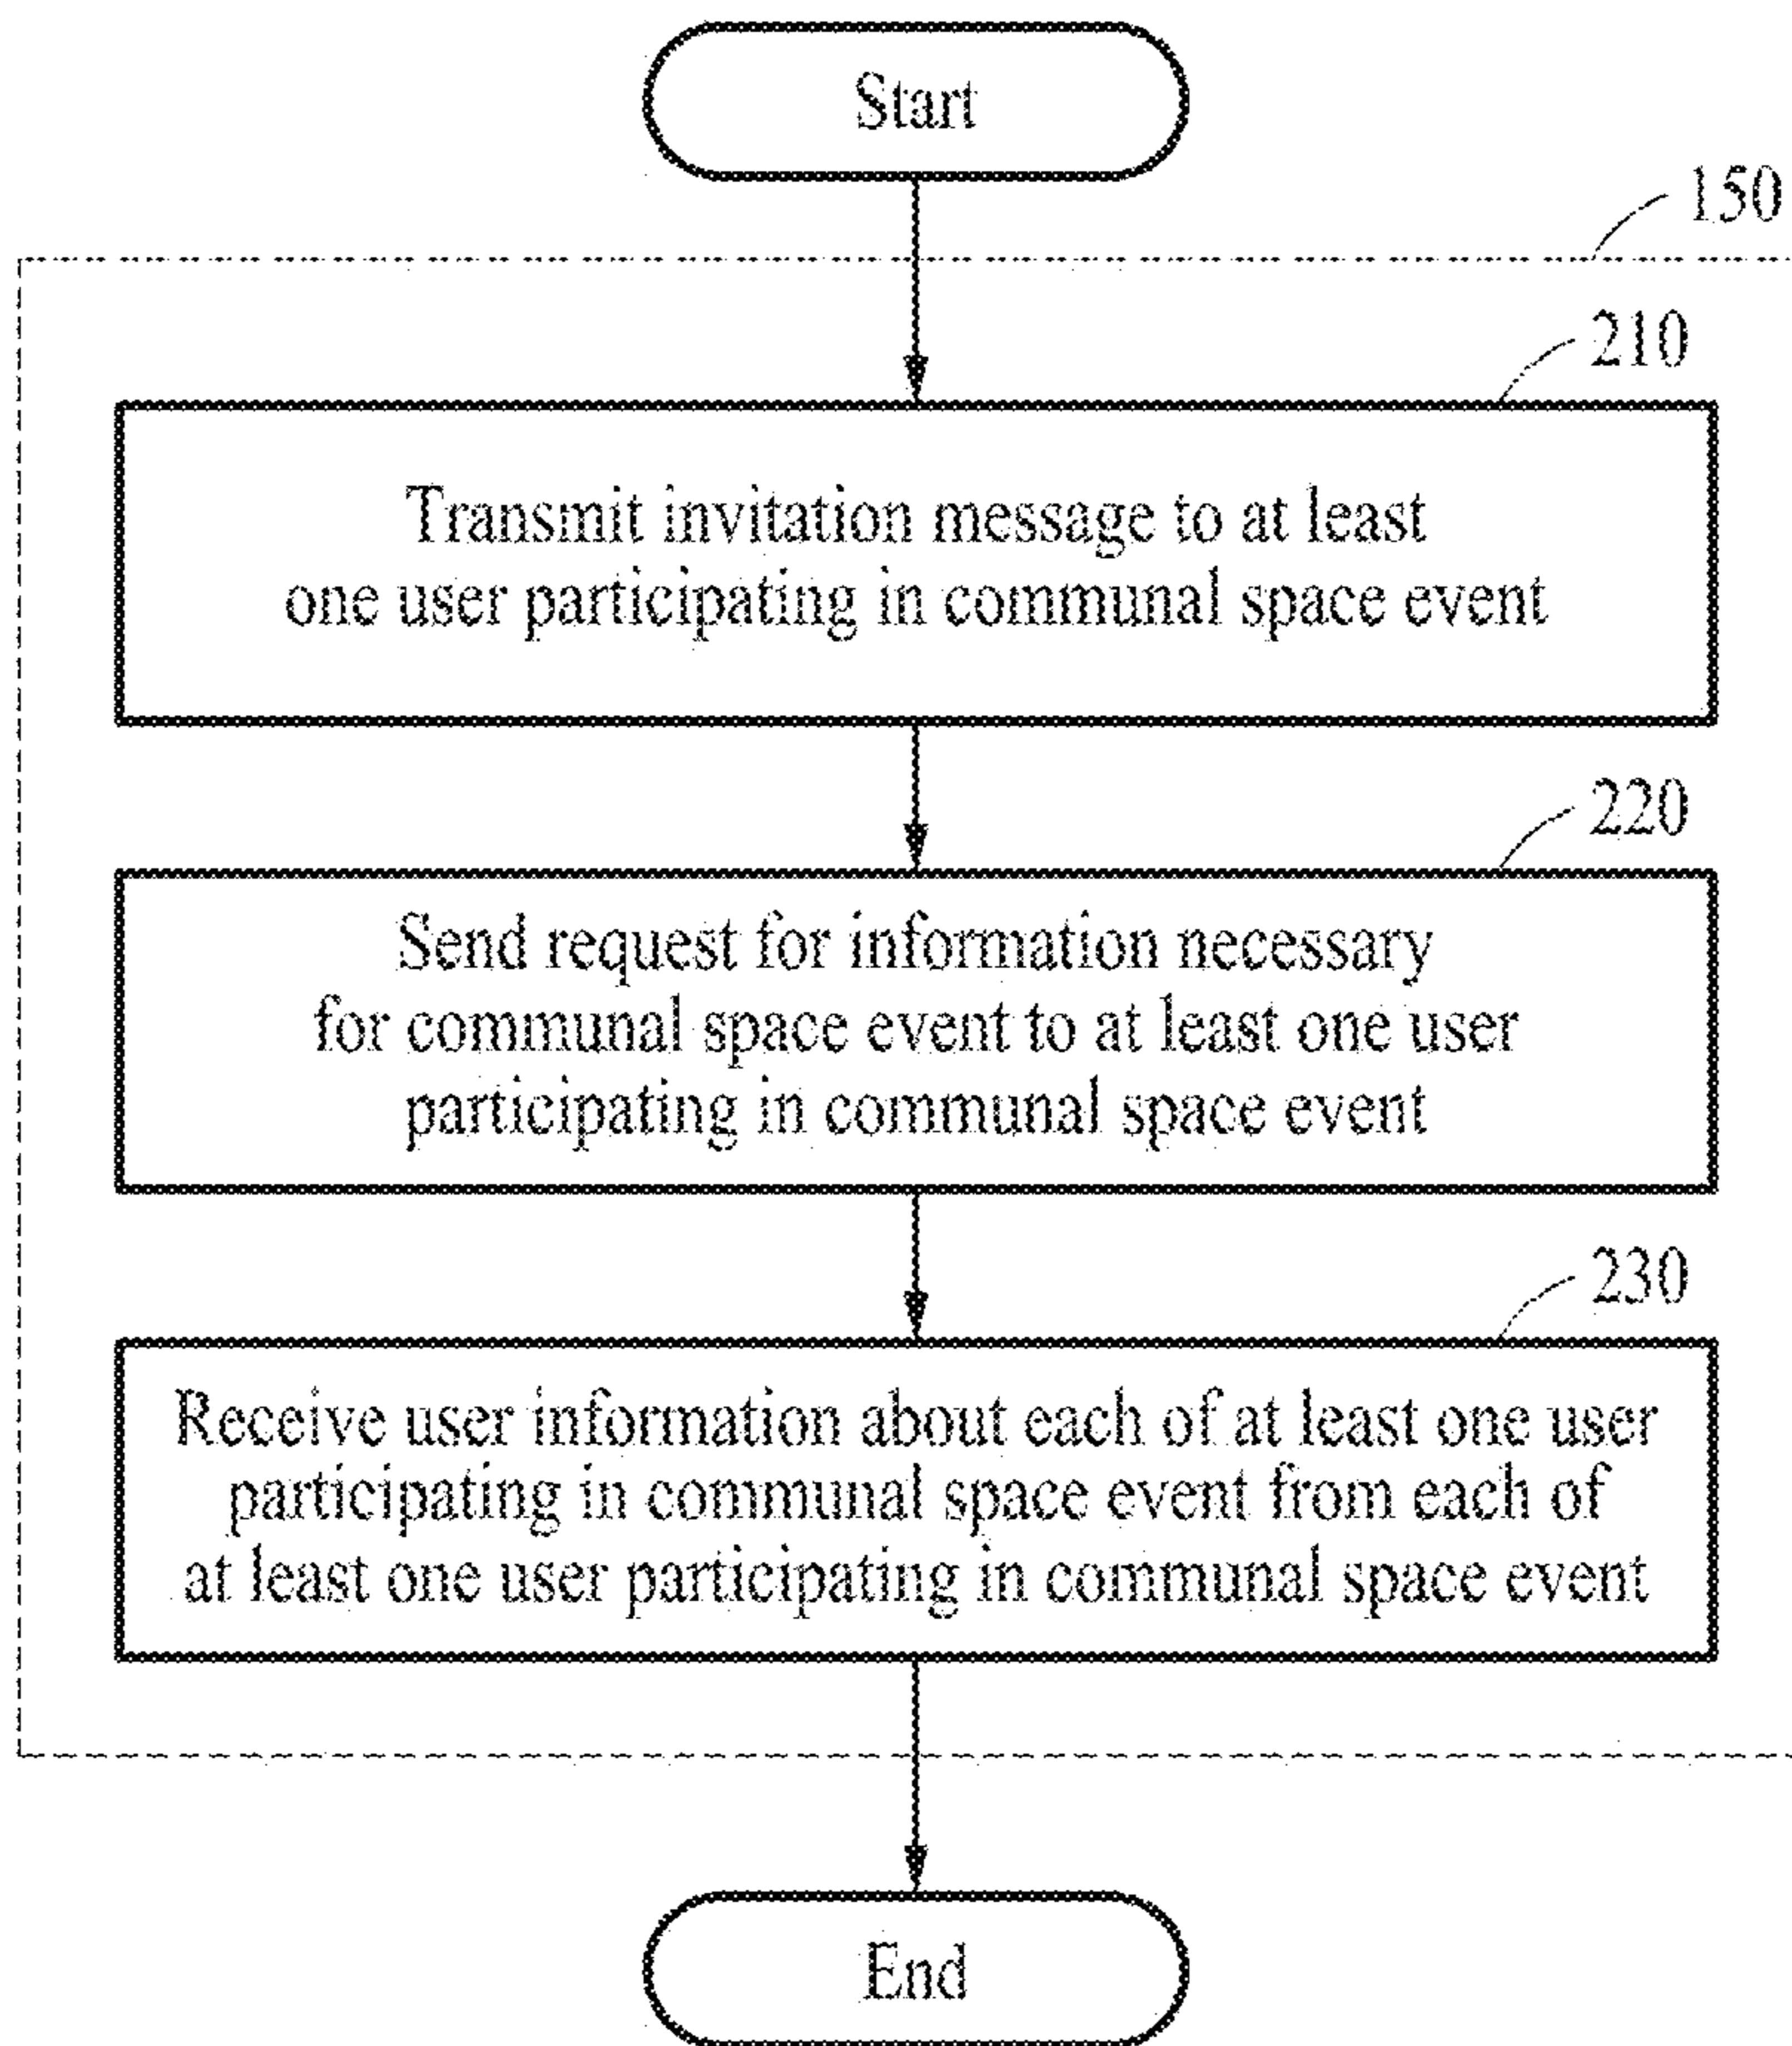 Start
150
210
Transmit invitation message to at least
one user participating in communal space event
220
Send request for information necessary
for communal space event to at least one user
participating in communal space event
230
Receive user information about each of at least one user
participating in communal space event from each of
at least one user participating in communal space event
End